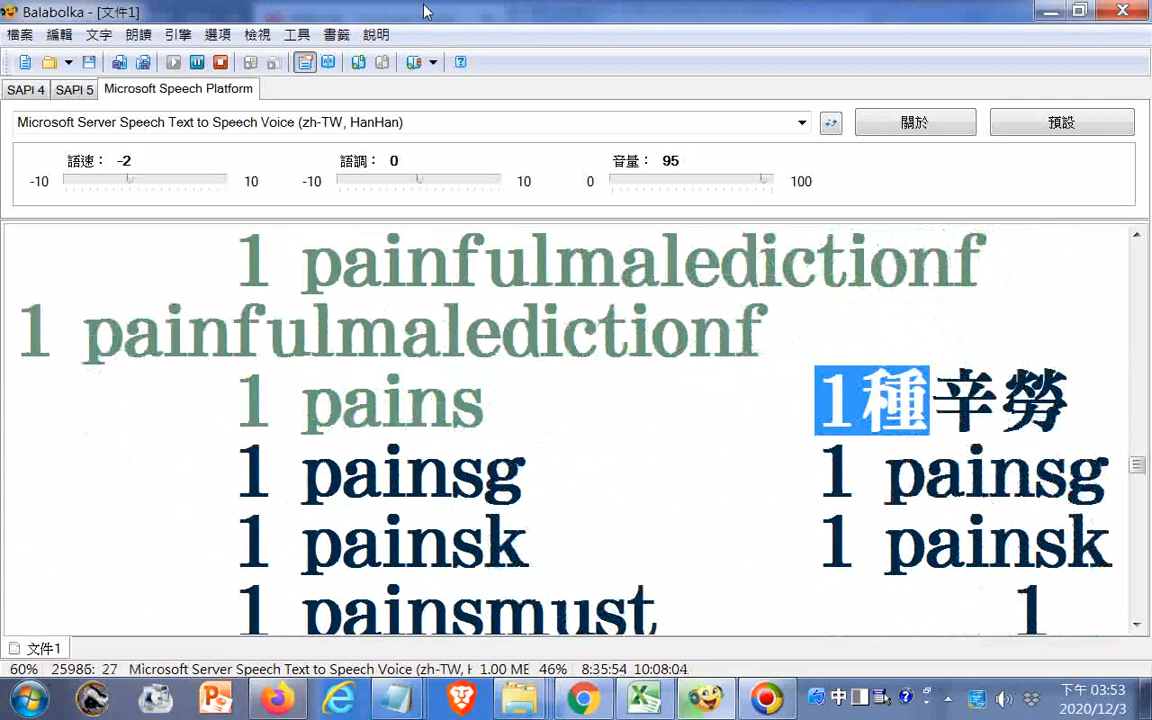 Balabolka - [文件1]
檔案 編輯 文字 朗讀 引擎 選項 檢視 工具 書籤 說明
SAPI 4 SAPI 5 Microsoft Speech Platform
Microsoft Server Speech Text to Speech Voice (zh-TW, HanHan) 關於 預設
語速： -2 語調： 0 音量： 95
-10 10 -10 10 0 100
1 painfulmaledictionf
1 painfulmaledictionf
1 pains 1種辛勞
1 painsg 1 painsg
1 painsk 1 painsk
1 painsmust 1
文件1
60% 25986: 27 Microsoft Server Speech Text to Speech Voice (zh-TW, H 1.00 ME 46% 8:35:54 10:08:04
中 下午 03:53
2020/12/3